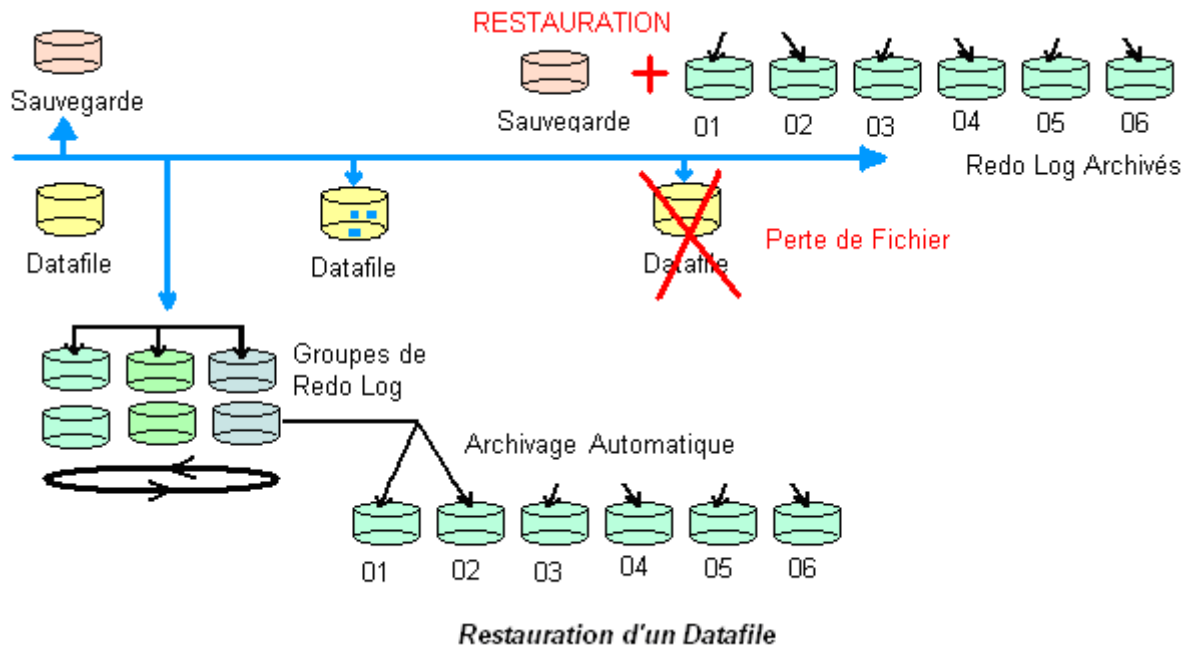 RESTAURATION
Sauvegarde
Sauvegarde
01 02 03 04 05 06
Redo Log Archivés
Datafile
Datafile
Datafile
Perte de Fichier
Groupes de
Redo Log
Archivage Automatique
01 02 03 04 05 06
Restauration d'un Datafile